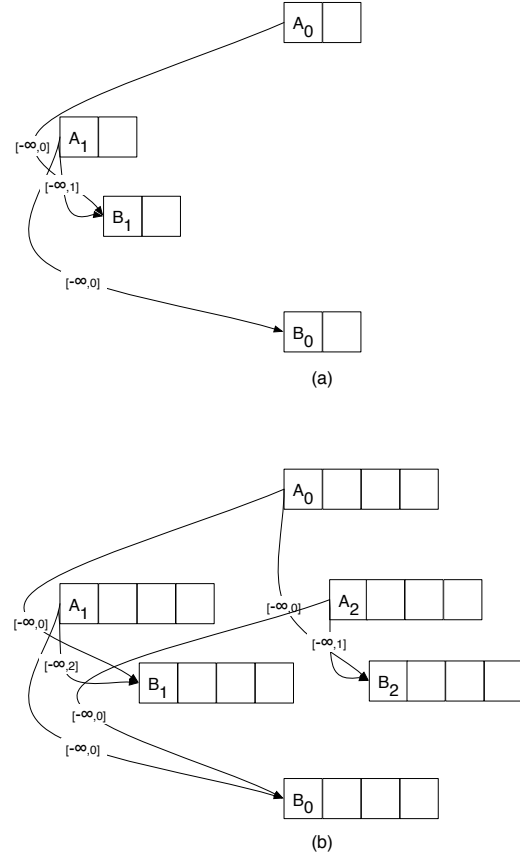 A0
[-∞,0]
A1
[-∞,1]
B1
[-∞,0]
B0
(a)
A0
A1
[-∞,0]
A2
[-∞,0]
[-∞,1]
[-∞,2]
B1
B2
[-∞,0]
[-∞,0]
B0
(b)